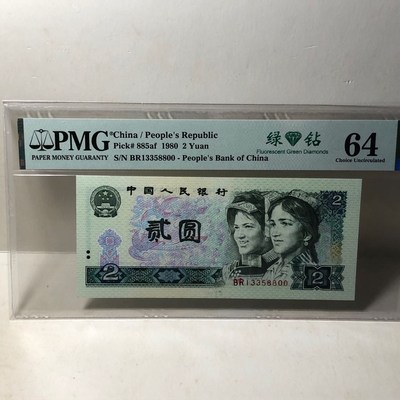 PMG
PAPER MONEY GUARANTY
*China / People's Republic
Pick# 885af 1980 2 Yuan
S/N BR13358800 - People's Bank of China
绿 钻
Fluorescent Green Diamonds
64
Choice Uncirculated
中国人民银行
贰圆
2
2
2
BR13358800